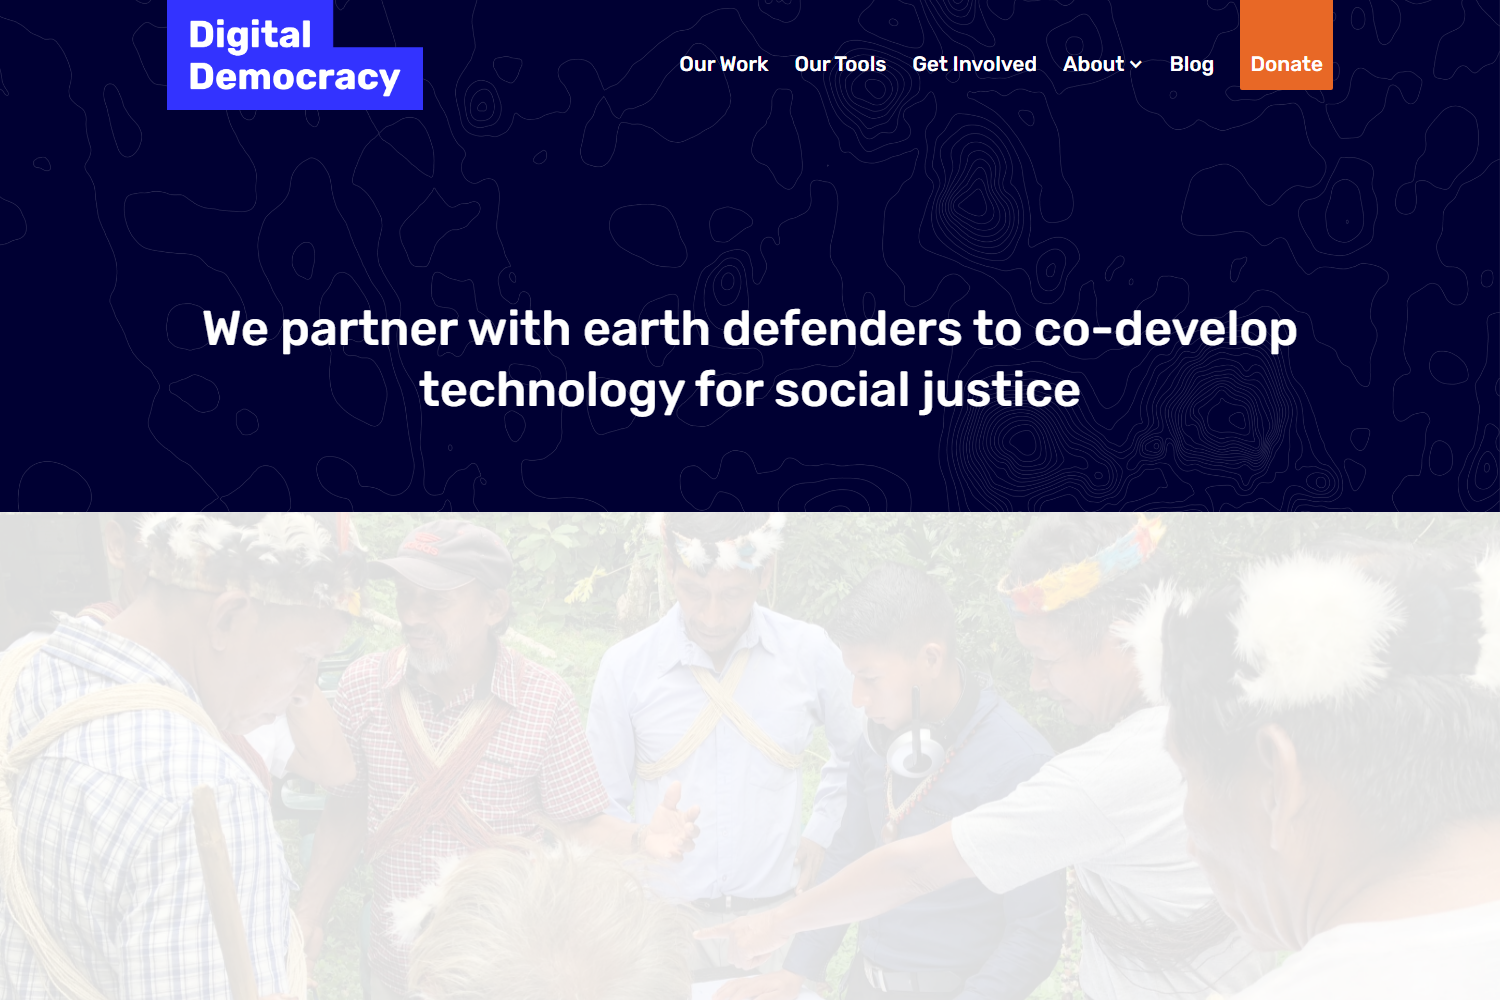 Digital
Democracy
Our Work
Our Tools
Get Involved
About
Blog
Donate
We partner with earth defenders to co-develop
technology for social justice